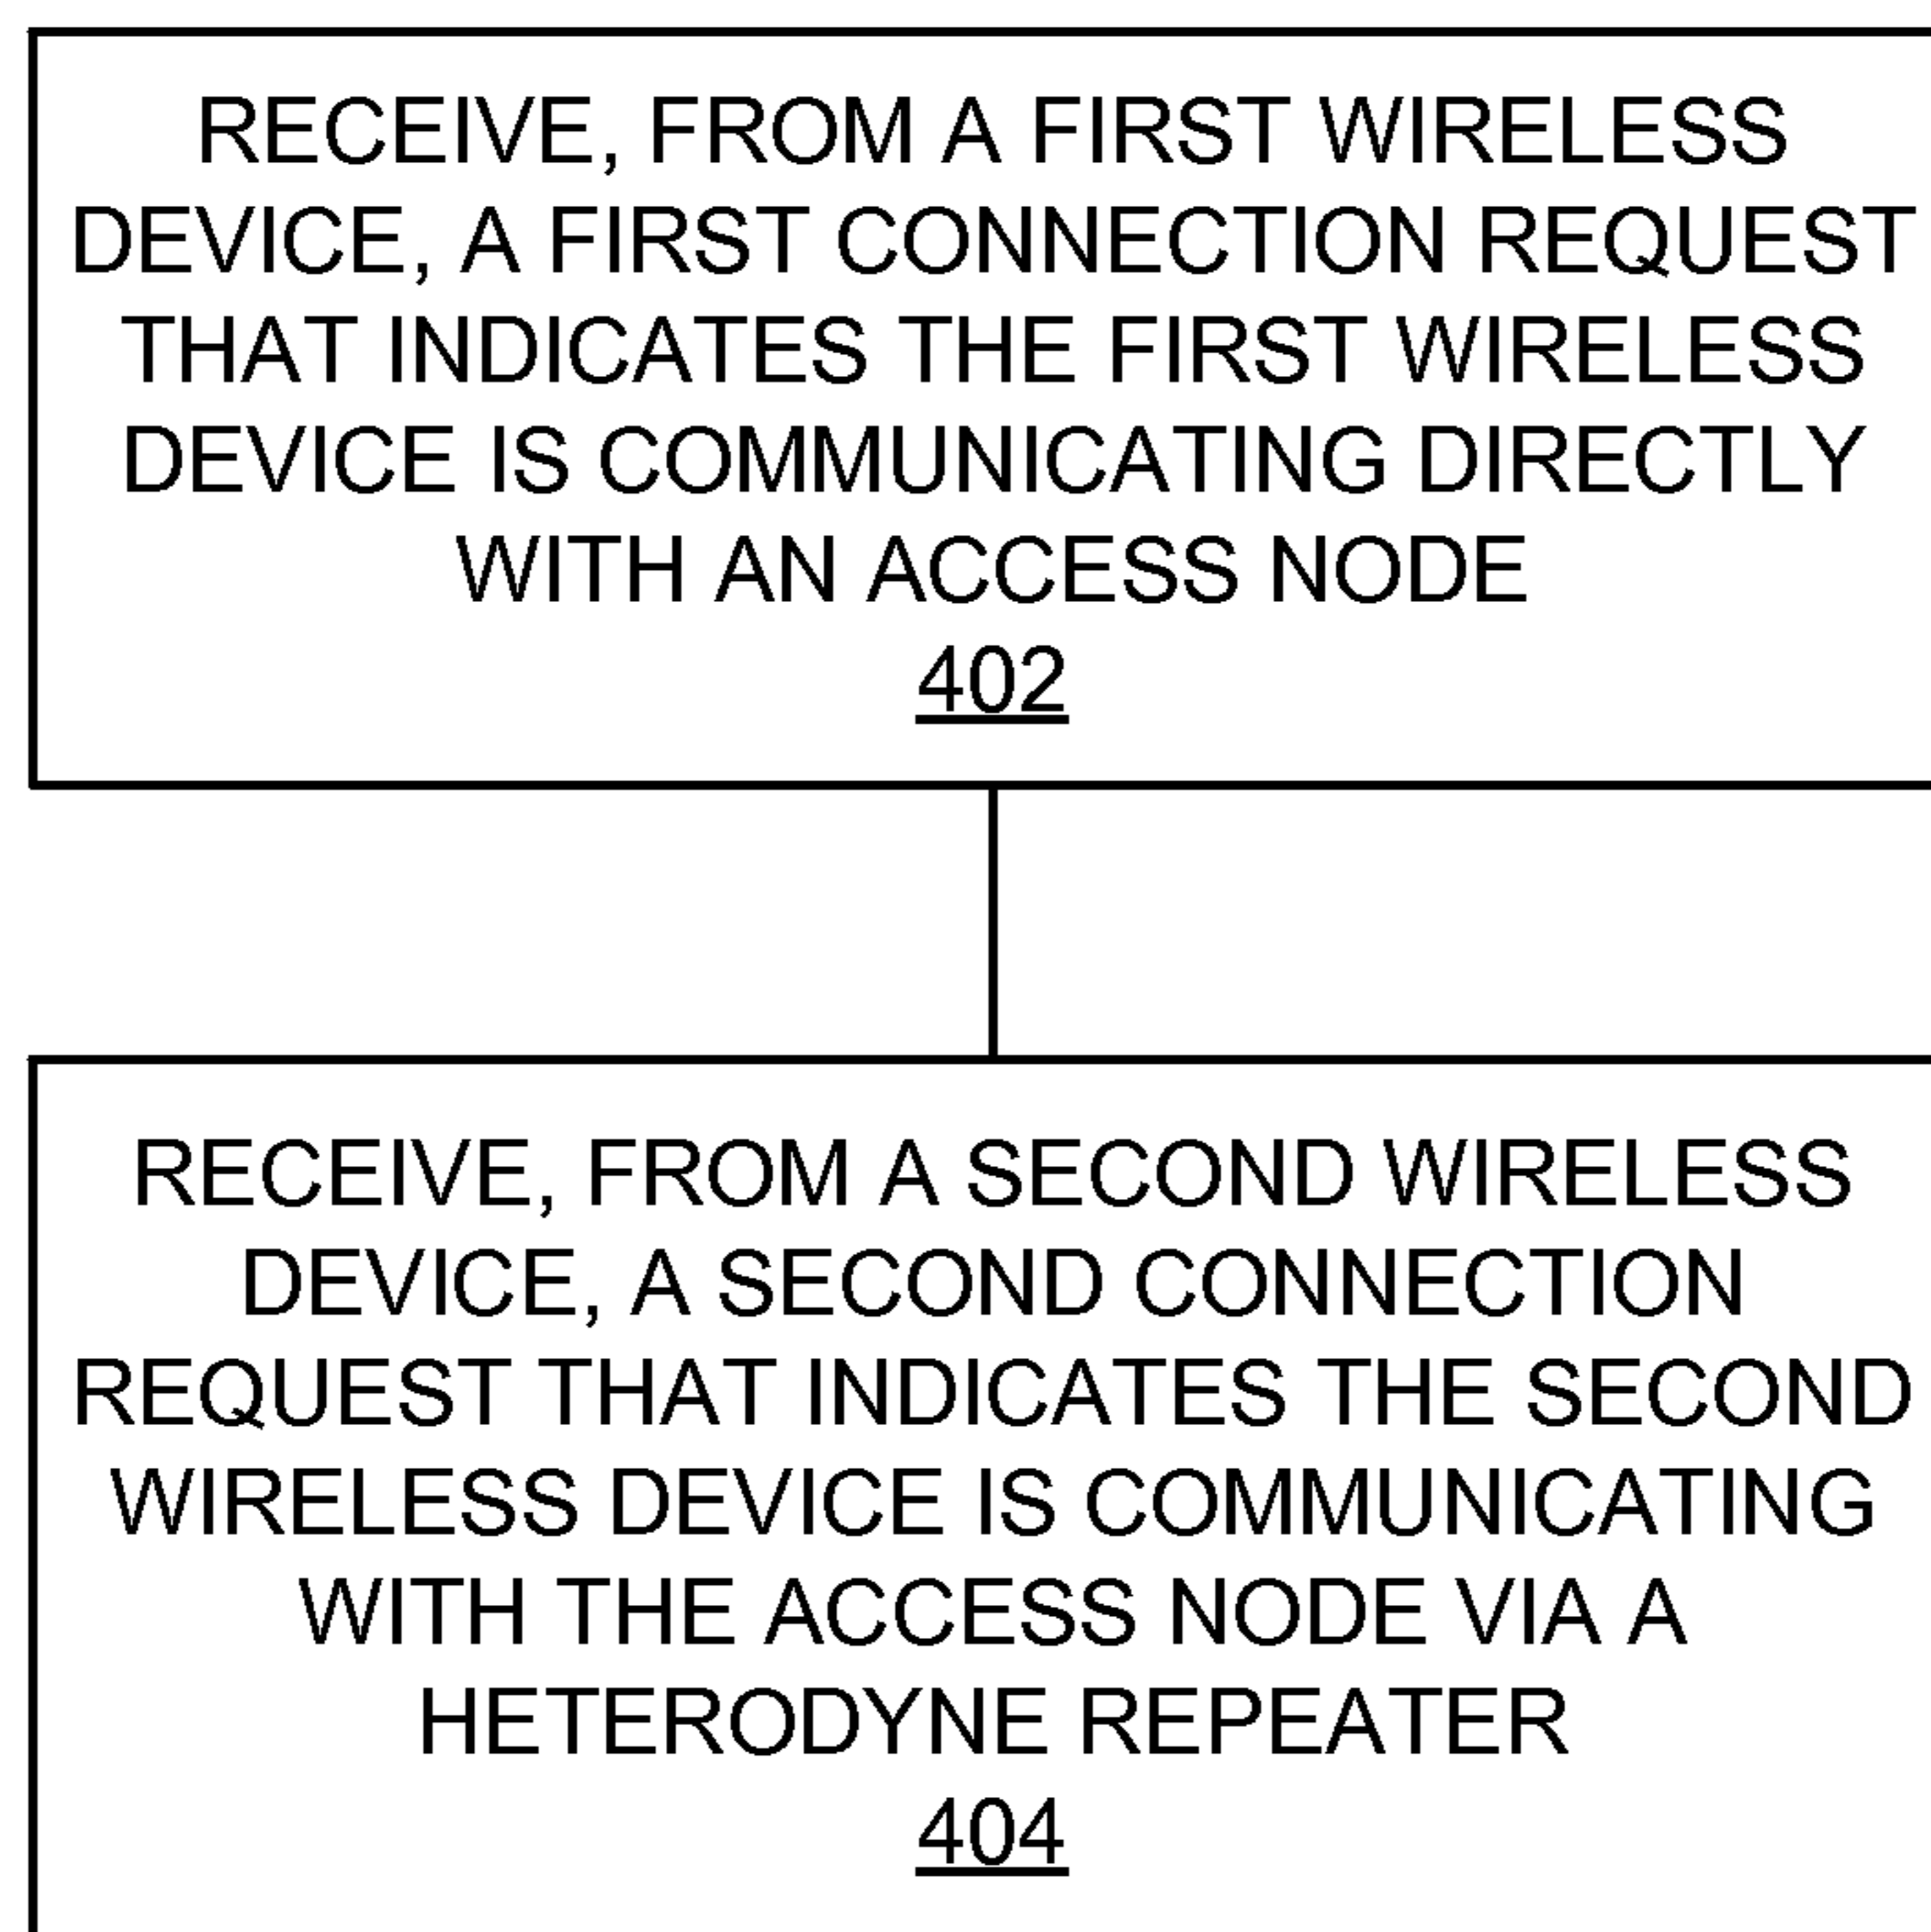 RECEIVE, FROM A FIRST WIRELESS
DEVICE, A FIRST CONNECTION REQUEST
THAT INDICATES THE FIRST WIRELESS
DEVICE IS COMMUNICATING DIRECTLY
WITH AN ACCESS NODE
402
RECEIVE, FROM A SECOND WIRELESS
DEVICE, A SECOND CONNECTION
REQUEST THAT INDICATES THE SECOND
WIRELESS DEVICE IS COMMUNICATING
WITH THE ACCESS NODE VIA A
HETERODYNE REPEATER
404